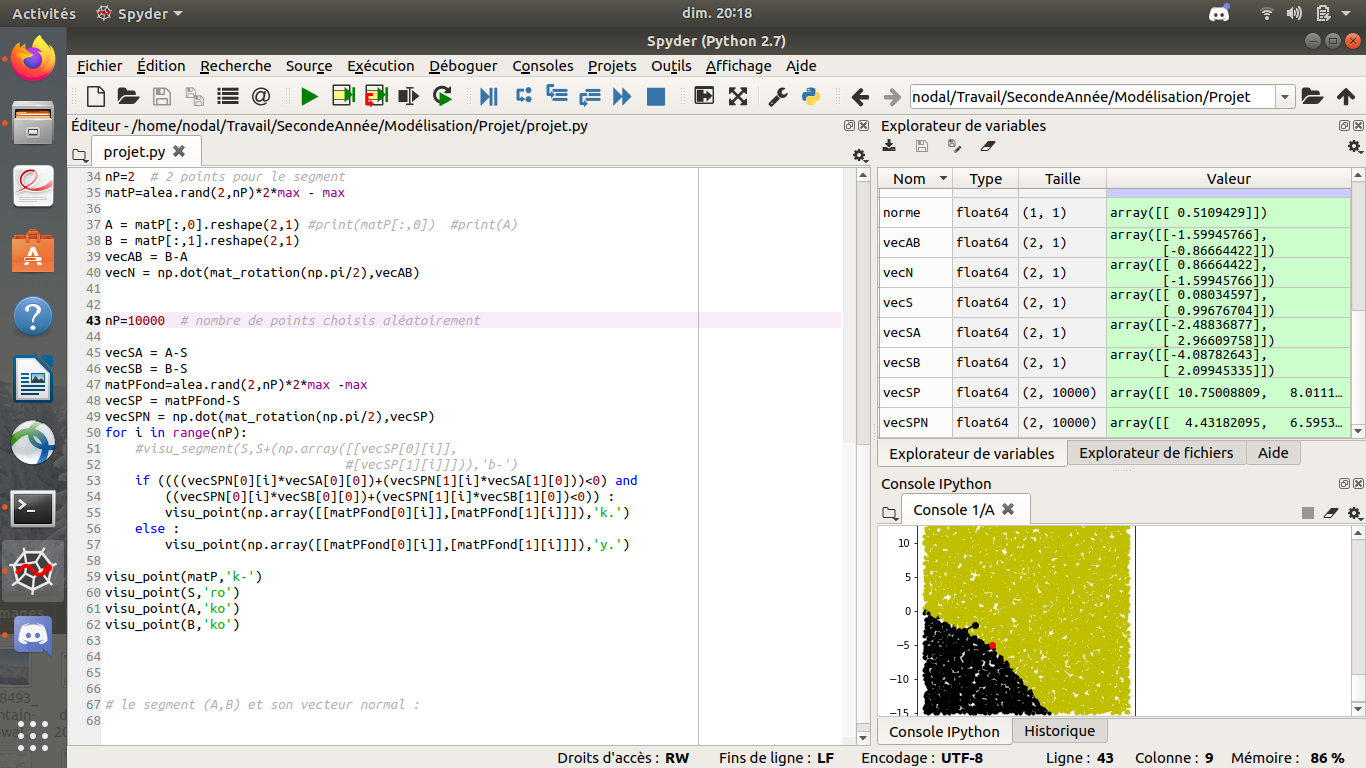 Activités
Spyder
dim. 20:18
Spyder (Python 2.7)
Fichier Édition Recherche Source Exécution Déboguer Consoles Projets Outils Affichage Aide
nodal/Travail/SecondeAnnée/Modélisation/Projet
Éditeur - /home/nodal/Travail/SecondeAnnée/Modélisation/Projet/projet.py
projet.py
34 nP=2  # 2 points pour le segment
35 matP=alea.rand(2,nP)*2*max - max
36
37 A = matP[:,0].reshape(2,1) #print(matP[:,0])  #print(A)
38 B = matP[:,1].reshape(2,1)
39 vecAB = B-A
40 vecN = np.dot(mat_rotation(np.pi/2),vecAB)
41
42
43 nP=10000  # nombre de points choisis aléatoirement
44
45 vecSA = A-S
46 vecSB = B-S
47 matPFond=alea.rand(2,nP)*2*max -max
48 vecSP = matPFond-S
49 vecSPN = np.dot(mat_rotation(np.pi/2),vecSP)
50 for i in range(nP):
51     #visu_segment(S,S+(np.array([[vecSP[0][i]],
52                                 #[vecSP[1][i]]])),'b-')
53     if ((((vecSPN[0][i]*vecSA[0][0])+(vecSPN[1][i]*vecSA[1][0]))<0) and
54         ((vecSPN[0][i]*vecSB[0][0])+(vecSPN[1][i]*vecSB[1][0])<0)) :
55         visu_point(np.array([[matPFond[0][i]],[matPFond[1][i]]]),'k.')
56     else :
57         visu_point(np.array([[matPFond[0][i]],[matPFond[1][i]]]),'y.')
58
59 visu_point(matP,'k-')
60 visu_point(S,'ro')
61 visu_point(A,'ko')
62 visu_point(B,'ko')
63
64
65
66
67 # le segment (A,B) et son vecteur normal :
68
Explorateur de variables
Nom Type Taille Valeur
norme float64 (1, 1) array([[ 0.5109429]])
vecAB float64 (2, 1) array([[-1.59945766],
[-0.86664422]])
vecN float64 (2, 1) array([[ 0.86664422],
[-1.59945766]])
vecS float64 (2, 1) array([[ 0.08034597],
[ 0.99676704]])
vecSA float64 (2, 1) array([[-2.48836877],
[ 2.96609758]])
vecSB float64 (2, 1) array([[-4.08782643],
[ 2.09945335]])
vecSP float64 (2, 10000) array([[ 10.75008809,   8.0111...
vecSPN float64 (2, 10000) array([[  4.43182095,   6.5953...
Explorateur de variables Explorateur de fichiers Aide
Console IPython
Console 1/A
10
5
0
−5
−10
−15
Console IPython Historique
Droits d'accès : RW Fins de ligne : LF Encodage : UTF-8 Ligne : 43 Colonne : 9 Mémoire : 86 %